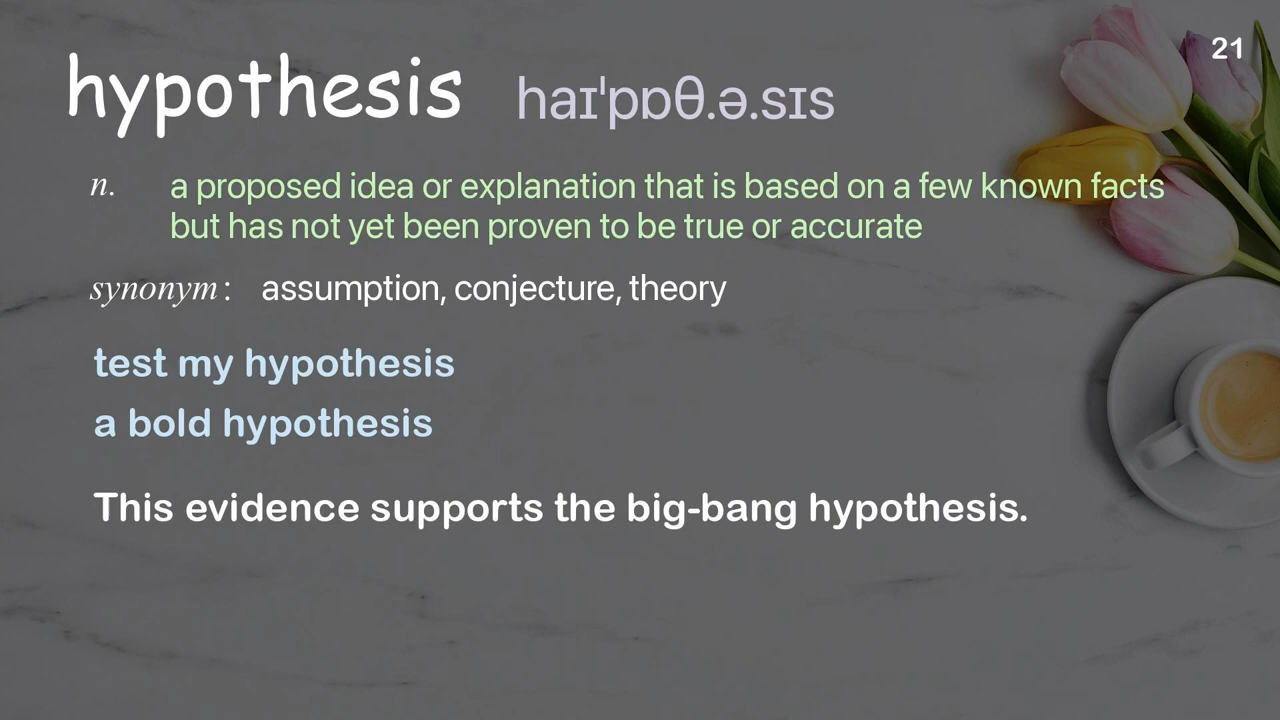 21
hypothesis haɪˈpɒθ.ə.sɪs
n. a proposed idea or explanation that is based on a few known facts
but has not yet been proven to be true or accurate
synonym: assumption, conjecture, theory
test my hypothesis
a bold hypothesis
This evidence supports the big-bang hypothesis.